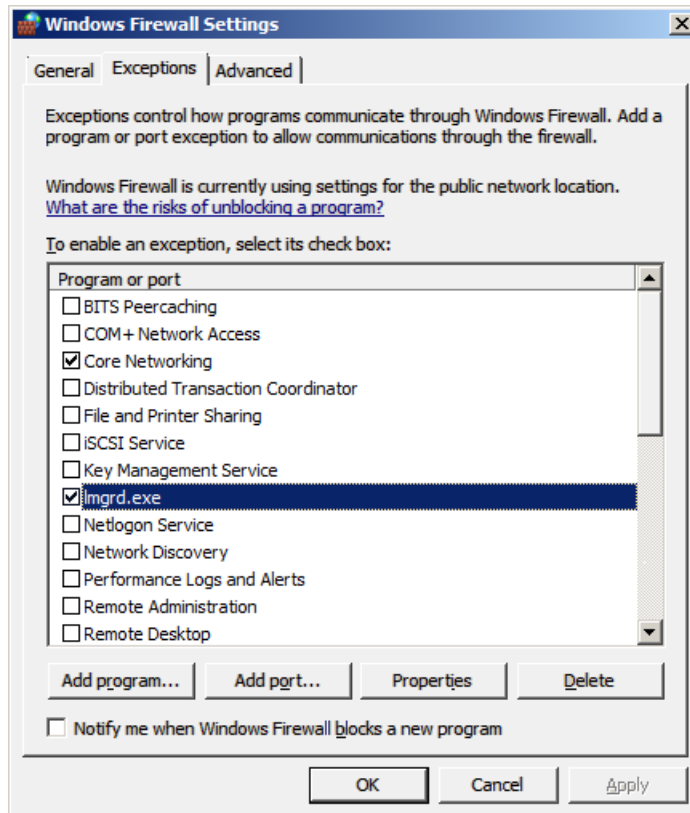 Windows Firewall Settings
General Exceptions Advanced
Exceptions control how programs communicate through Windows Firewall. Add a
program or port exception to allow communications through the firewall.
Windows Firewall is currently using settings for the public network location.
What are the risks of unblocking a program?
To enable an exception, select its check box:
Program or port
BITS Peercaching
COM+ Network Access
Core Networking
Distributed Transaction Coordinator
File and Printer Sharing
iSCSI Service
Key Management Service
lmgrd.exe
Netlogon Service
Network Discovery
Performance Logs and Alerts
Remote Administration
Remote Desktop
Add program... Add port... Properties Delete
Notify me when Windows Firewall blocks a new program
OK Cancel Apply